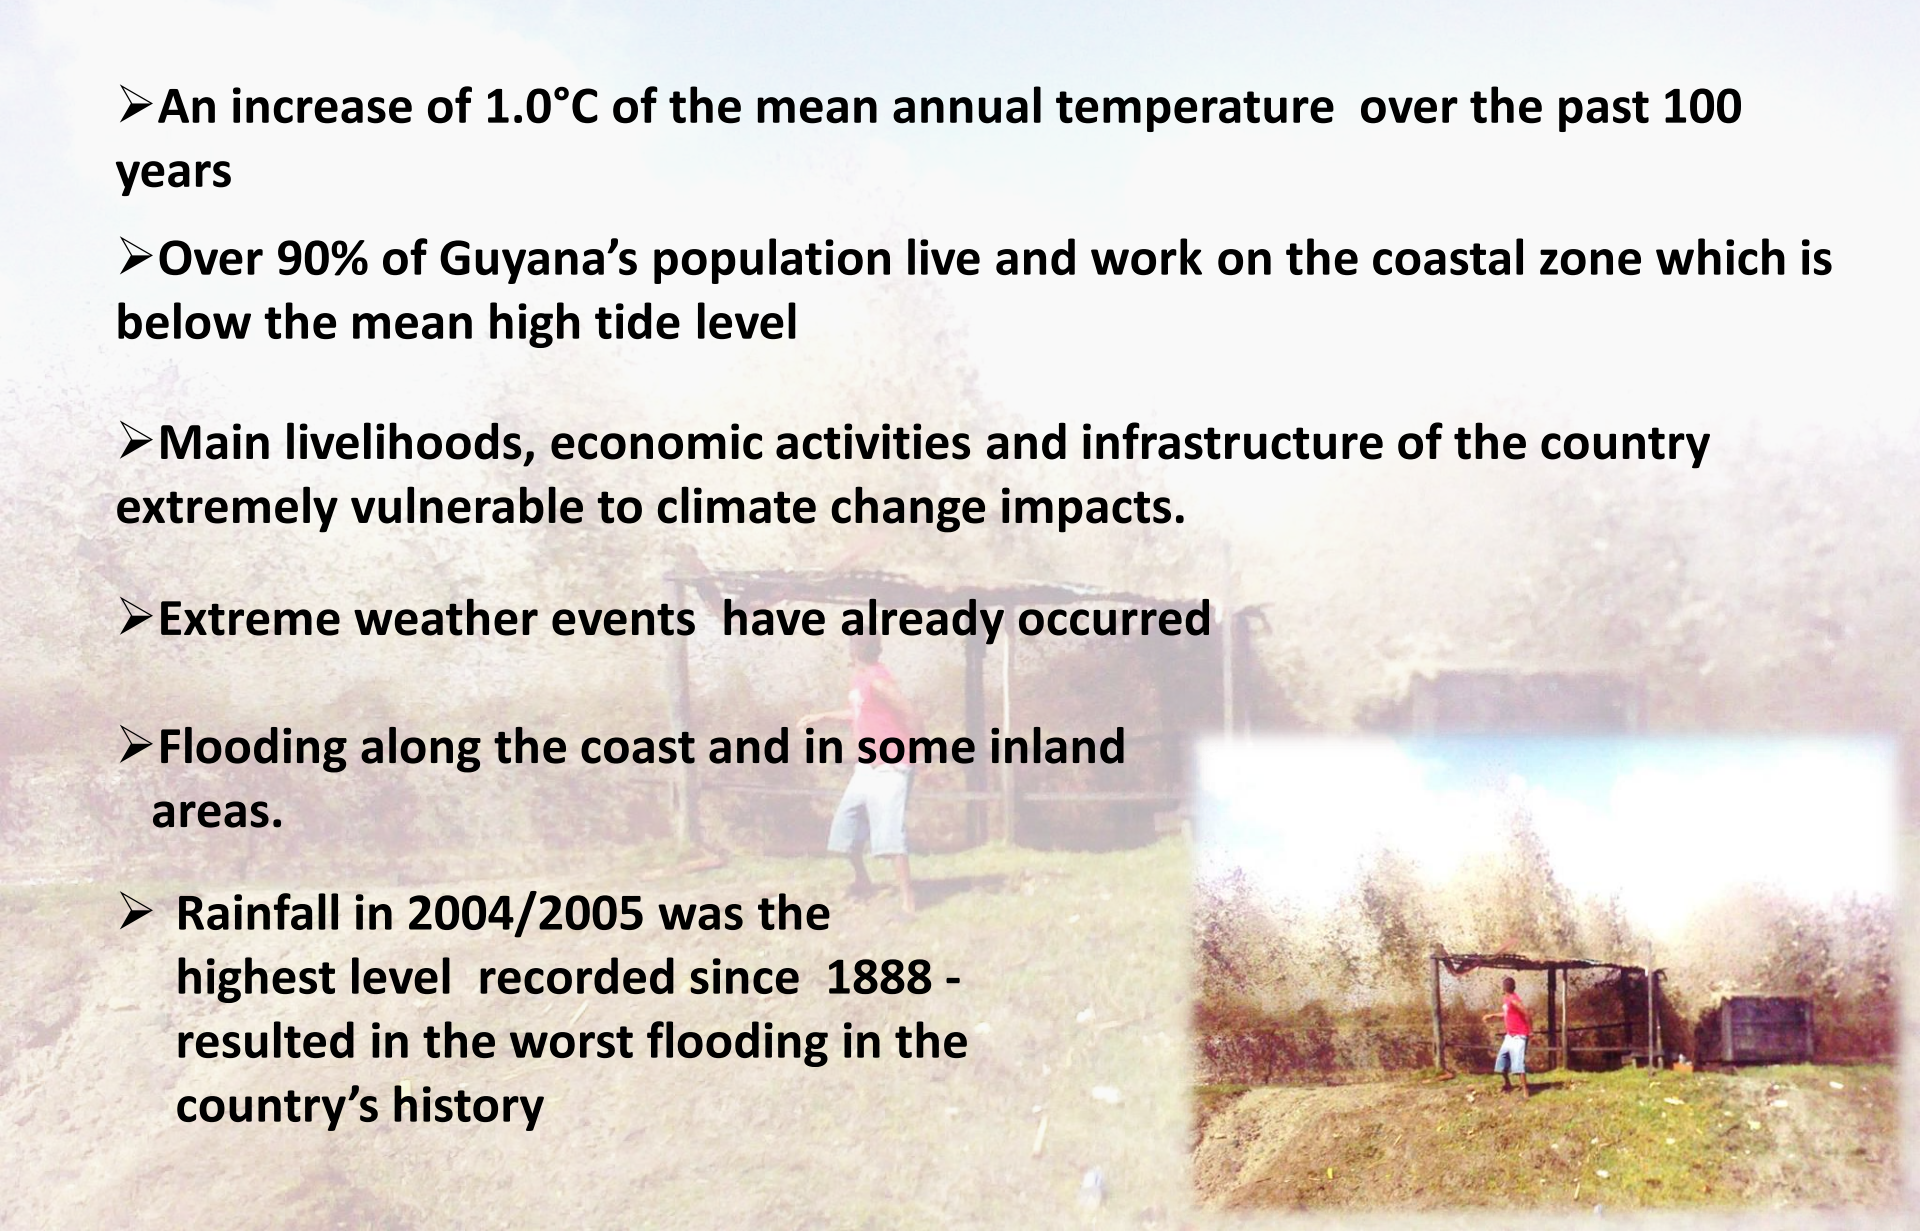 ➢An increase of 1.0°C of the mean annual temperature  over the past 100
years
➢Over 90% of Guyana’s population live and work on the coastal zone which is
below the mean high tide level
➢Main livelihoods, economic activities and infrastructure of the country
extremely vulnerable to climate change impacts.
➢Extreme weather events  have already occurred
➢Flooding along the coast and in some inland
areas.
➢ Rainfall in 2004/2005 was the
highest level  recorded since  1888 -
resulted in the worst flooding in the
country’s history